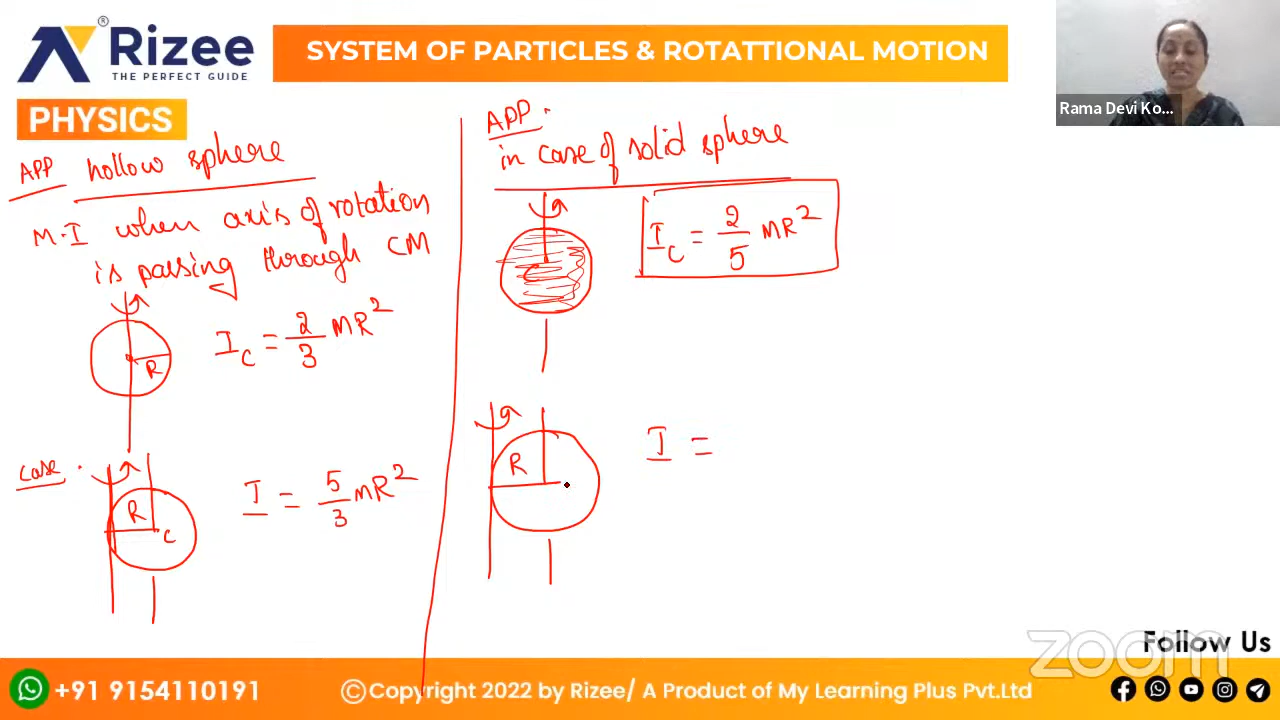 Rizee®
THE PERFECT GUIDE
SYSTEM OF PARTICLES & ROTATTIONAL MOTION
Rama Devi Ko...
PHYSICS
APP hollow sphere
M.I when axis of rotation
is passing through CM
R
I_C = 2/3 MR²
case.
R
C
I = 5/3 MR²
APP.
in case of solid sphere
C
I_C = 2/5 MR²
R
I =
zoom
Follow Us
+91 9154110191
©Copyright 2022 by Rizee/ A Product of My Learning Plus Pvt.Ltd